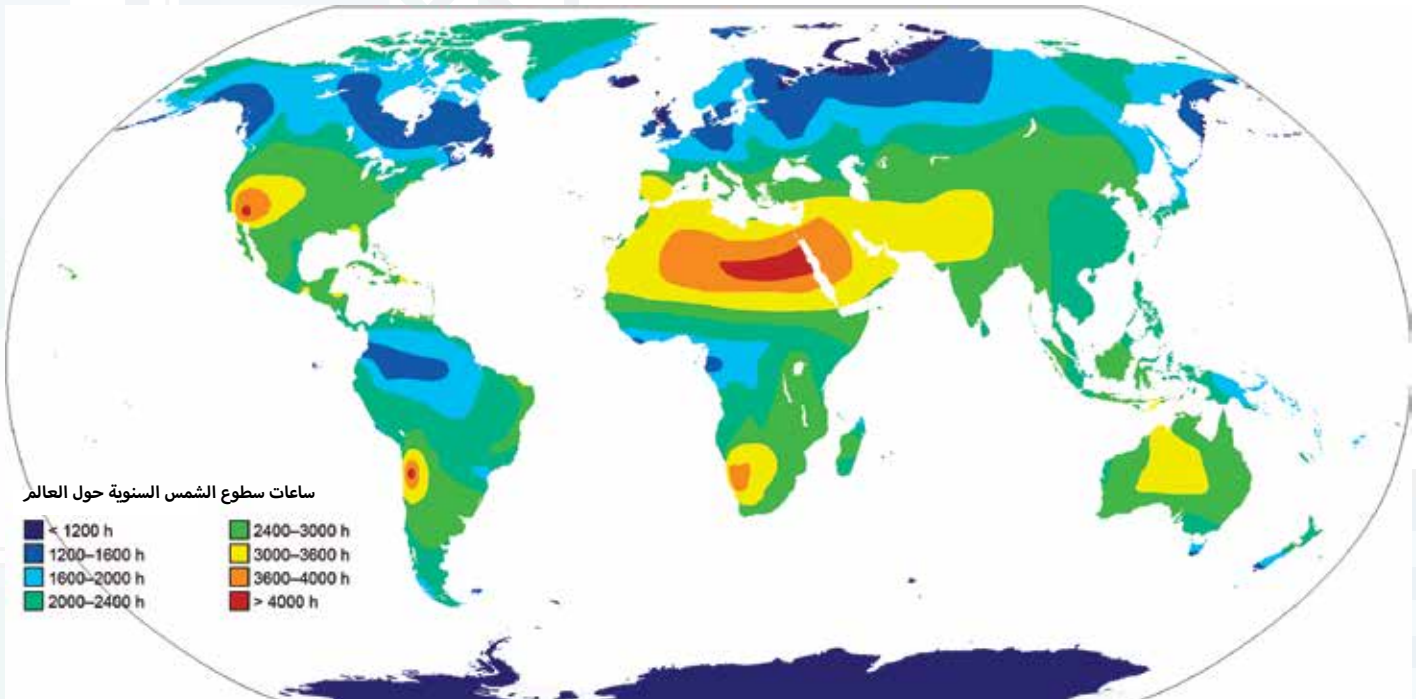 ساعات سطوع الشمس السنوية حول العالم
< 1200 h
1200–1600 h
1600–2000 h
2000–2400 h
2400–3000 h
3000–3600 h
3600–4000 h
> 4000 h